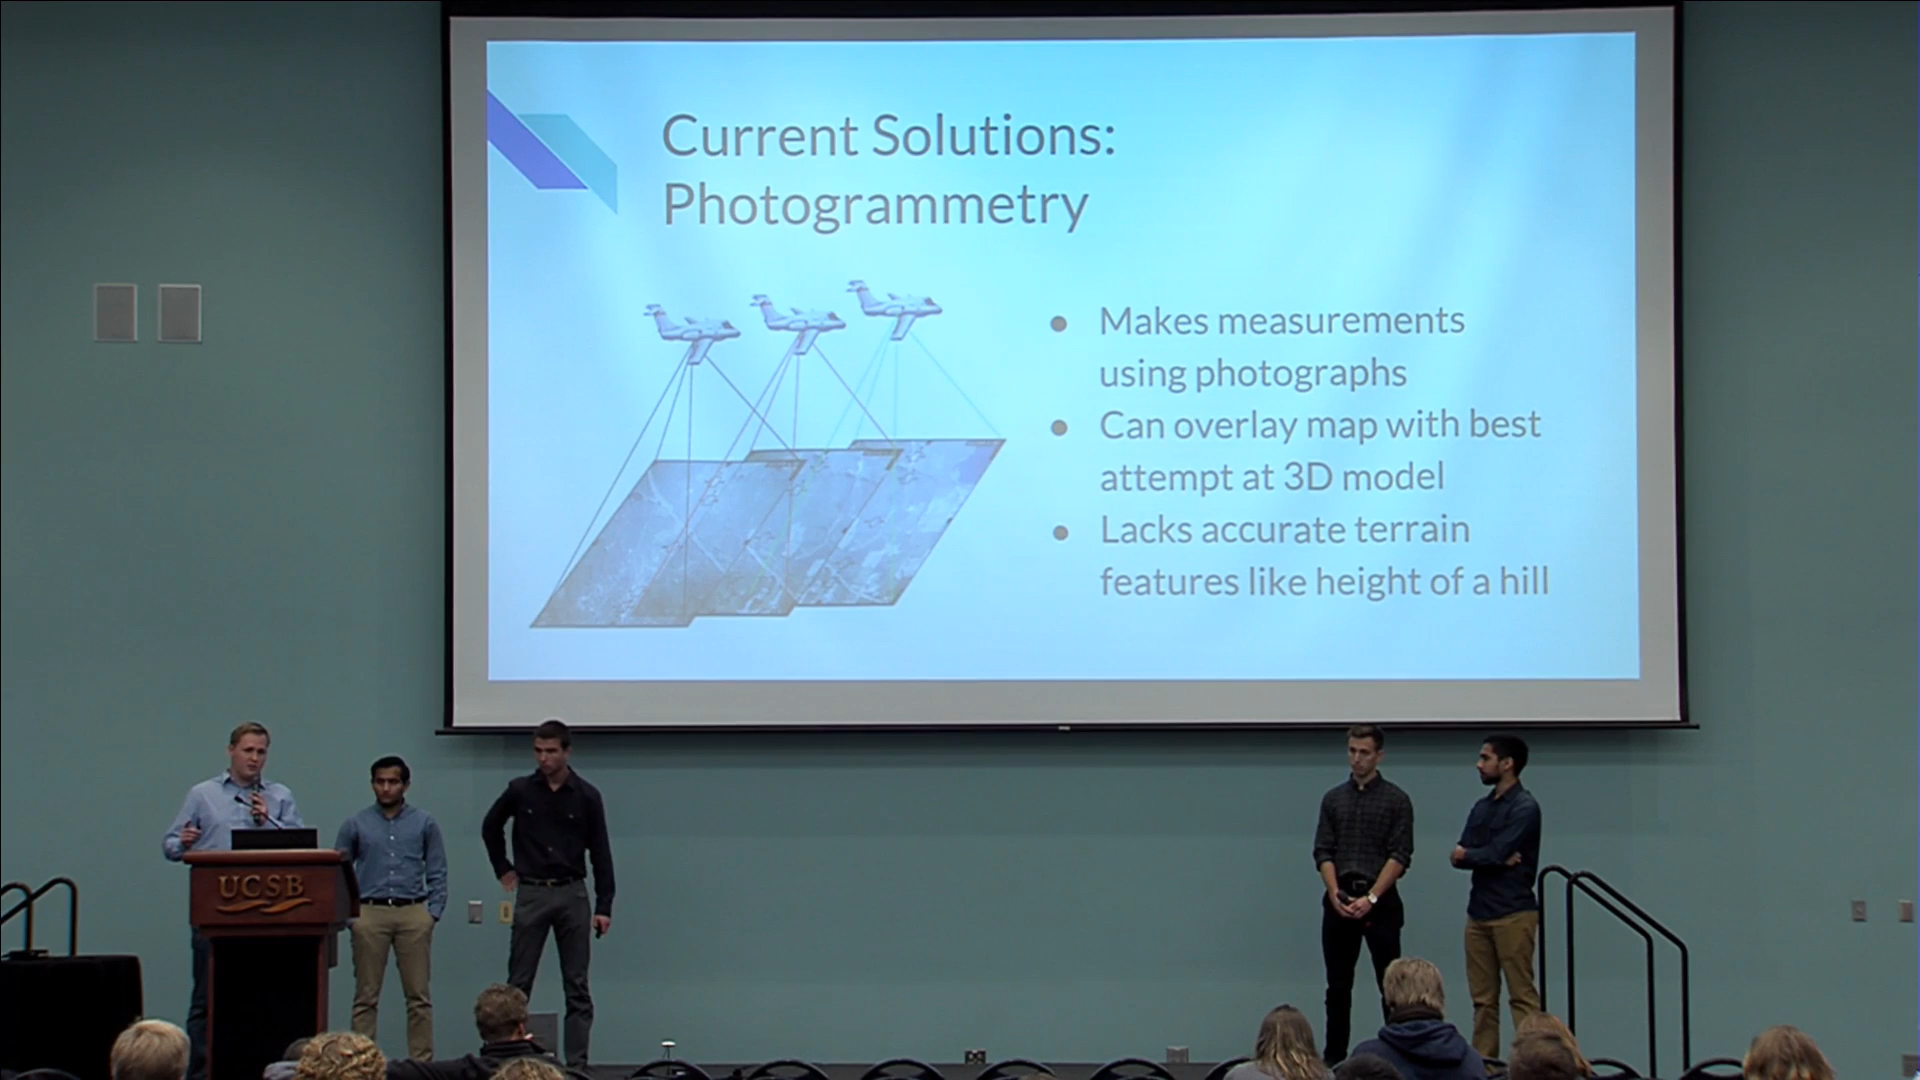 Current Solutions:
Photogrammetry
● Makes measurements
using photographs
● Can overlay map with best
attempt at 3D model
● Lacks accurate terrain
features like height of a hill
UCSB